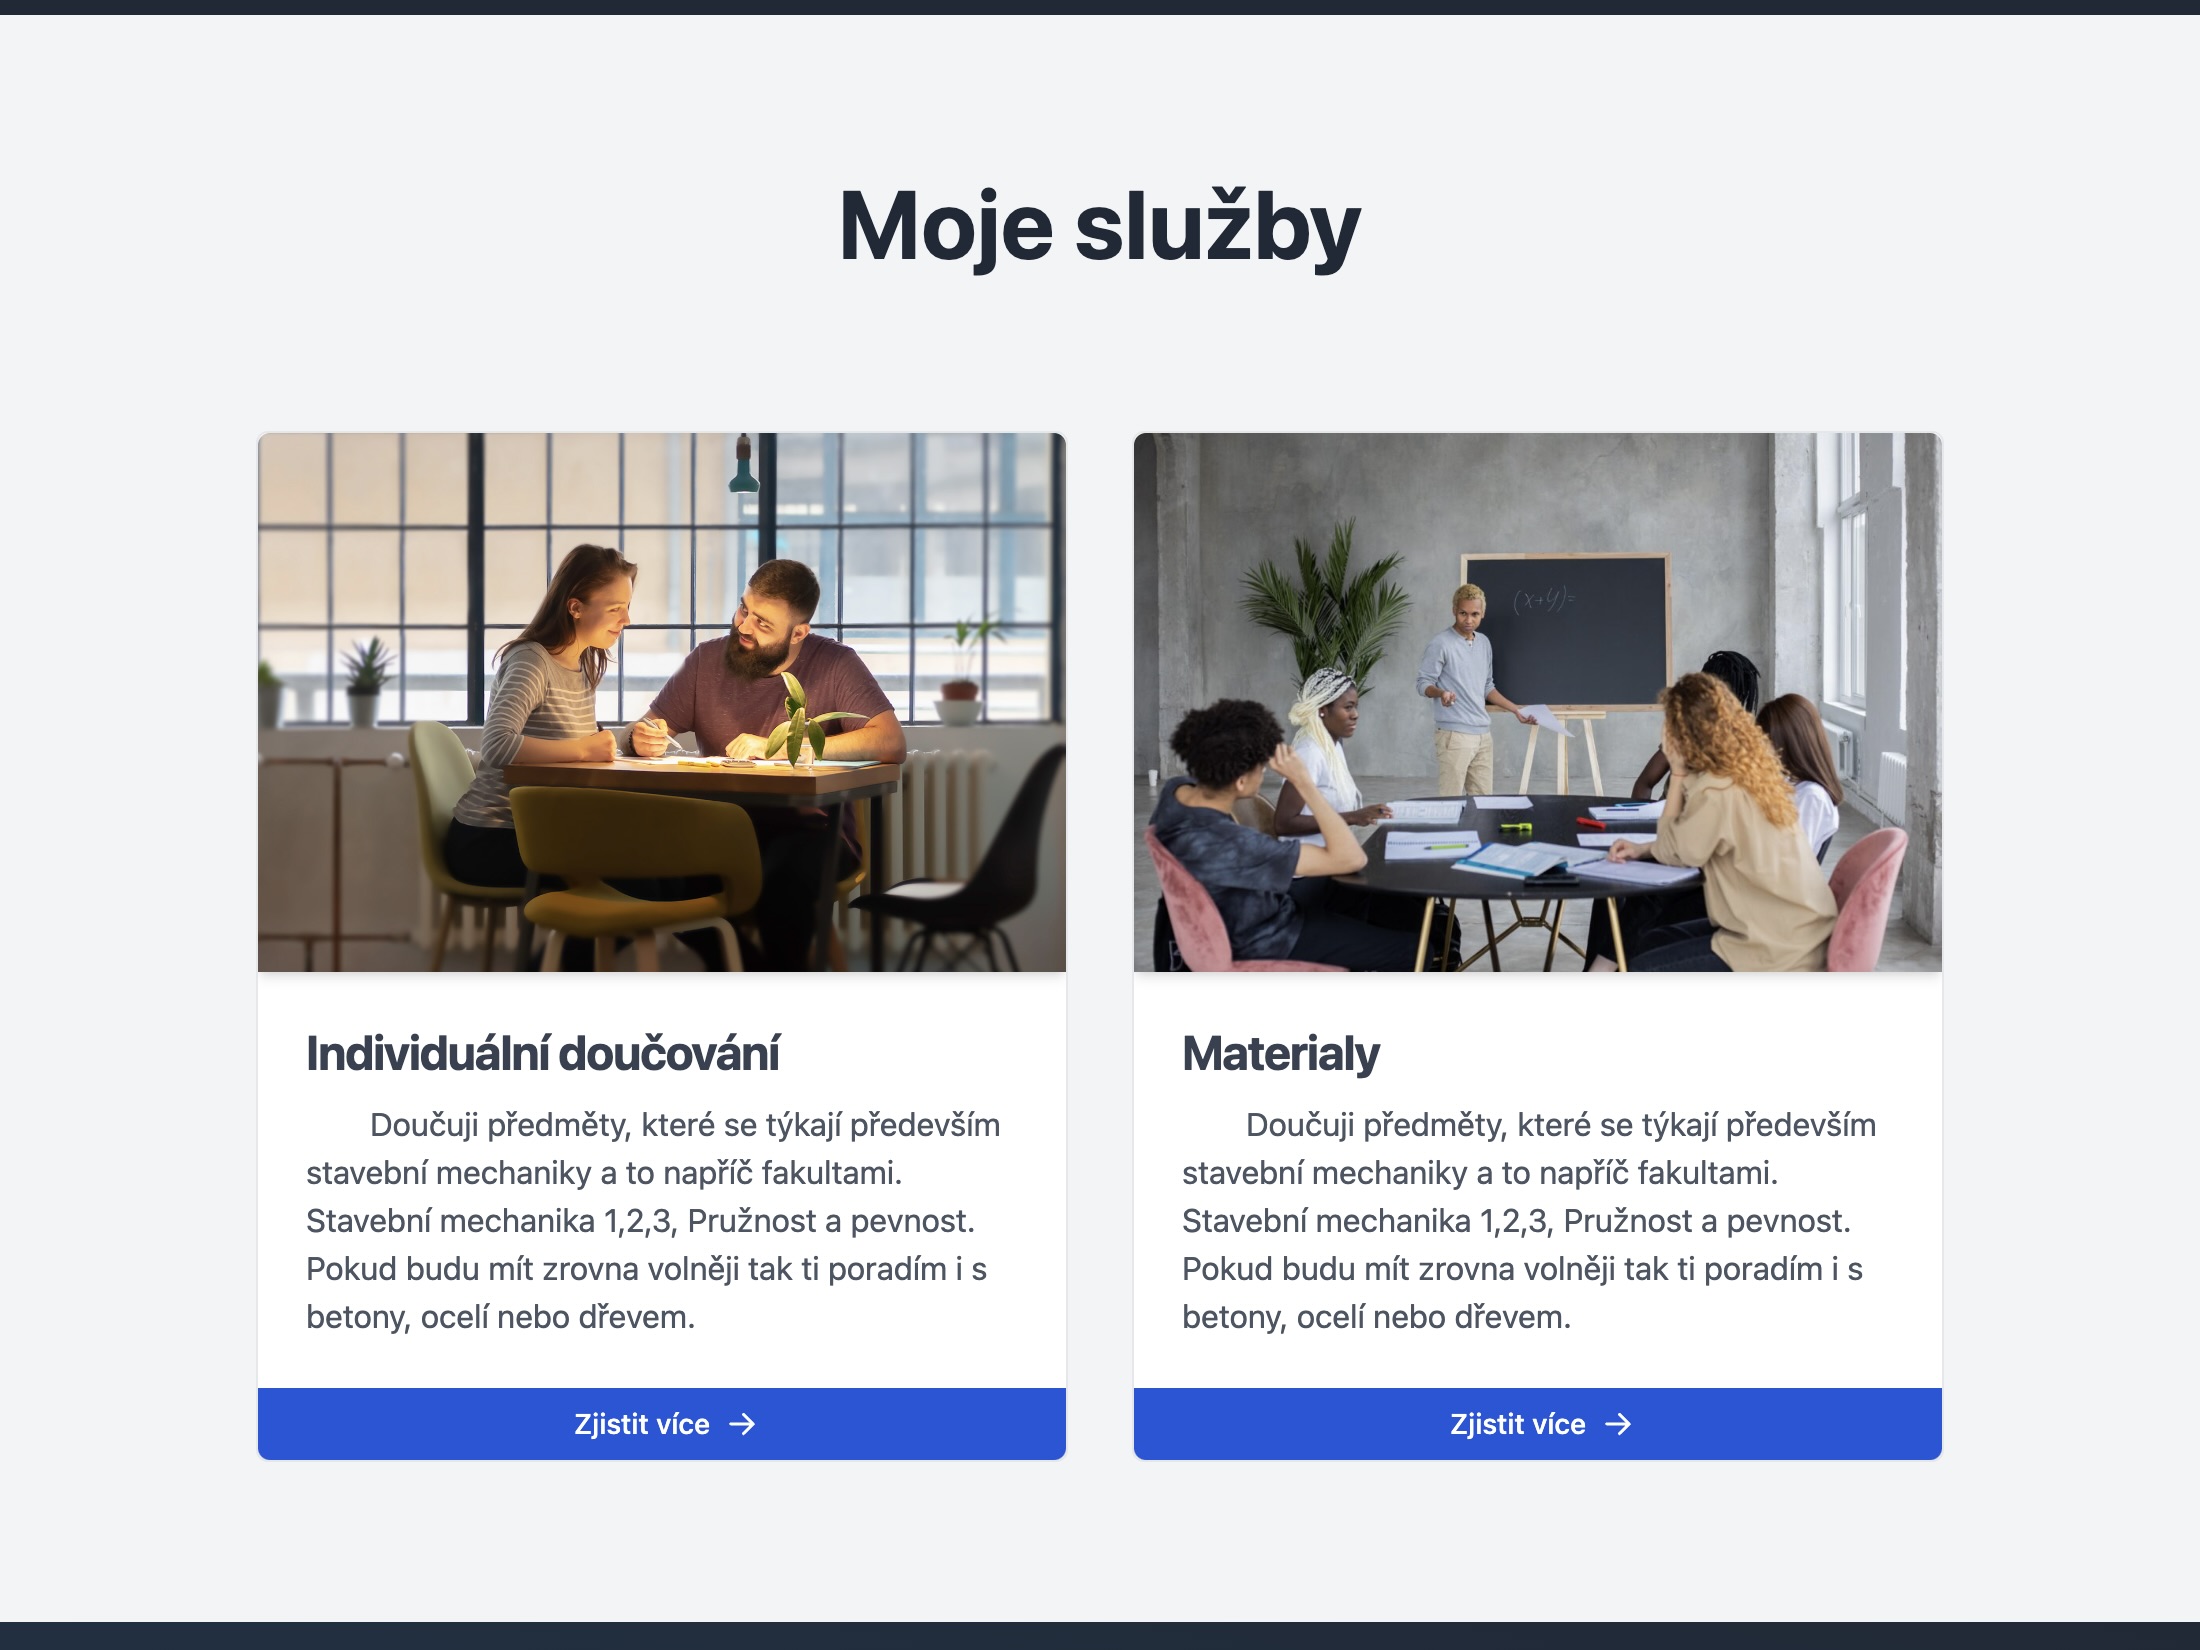 Moje služby
(x+y)=
Individuální doučování
Doučuji předměty, které se týkají především
stavební mechaniky a to napříč fakultami.
Stavební mechanika 1,2,3, Pružnost a pevnost.
Pokud budu mít zrovna volněji tak ti poradím i s
betony, ocelí nebo dřevem.
Zjistit více →
Materialy
Doučuji předměty, které se týkají především
stavební mechaniky a to napříč fakultami.
Stavební mechanika 1,2,3, Pružnost a pevnost.
Pokud budu mít zrovna volněji tak ti poradím i s
betony, ocelí nebo dřevem.
Zjistit více →